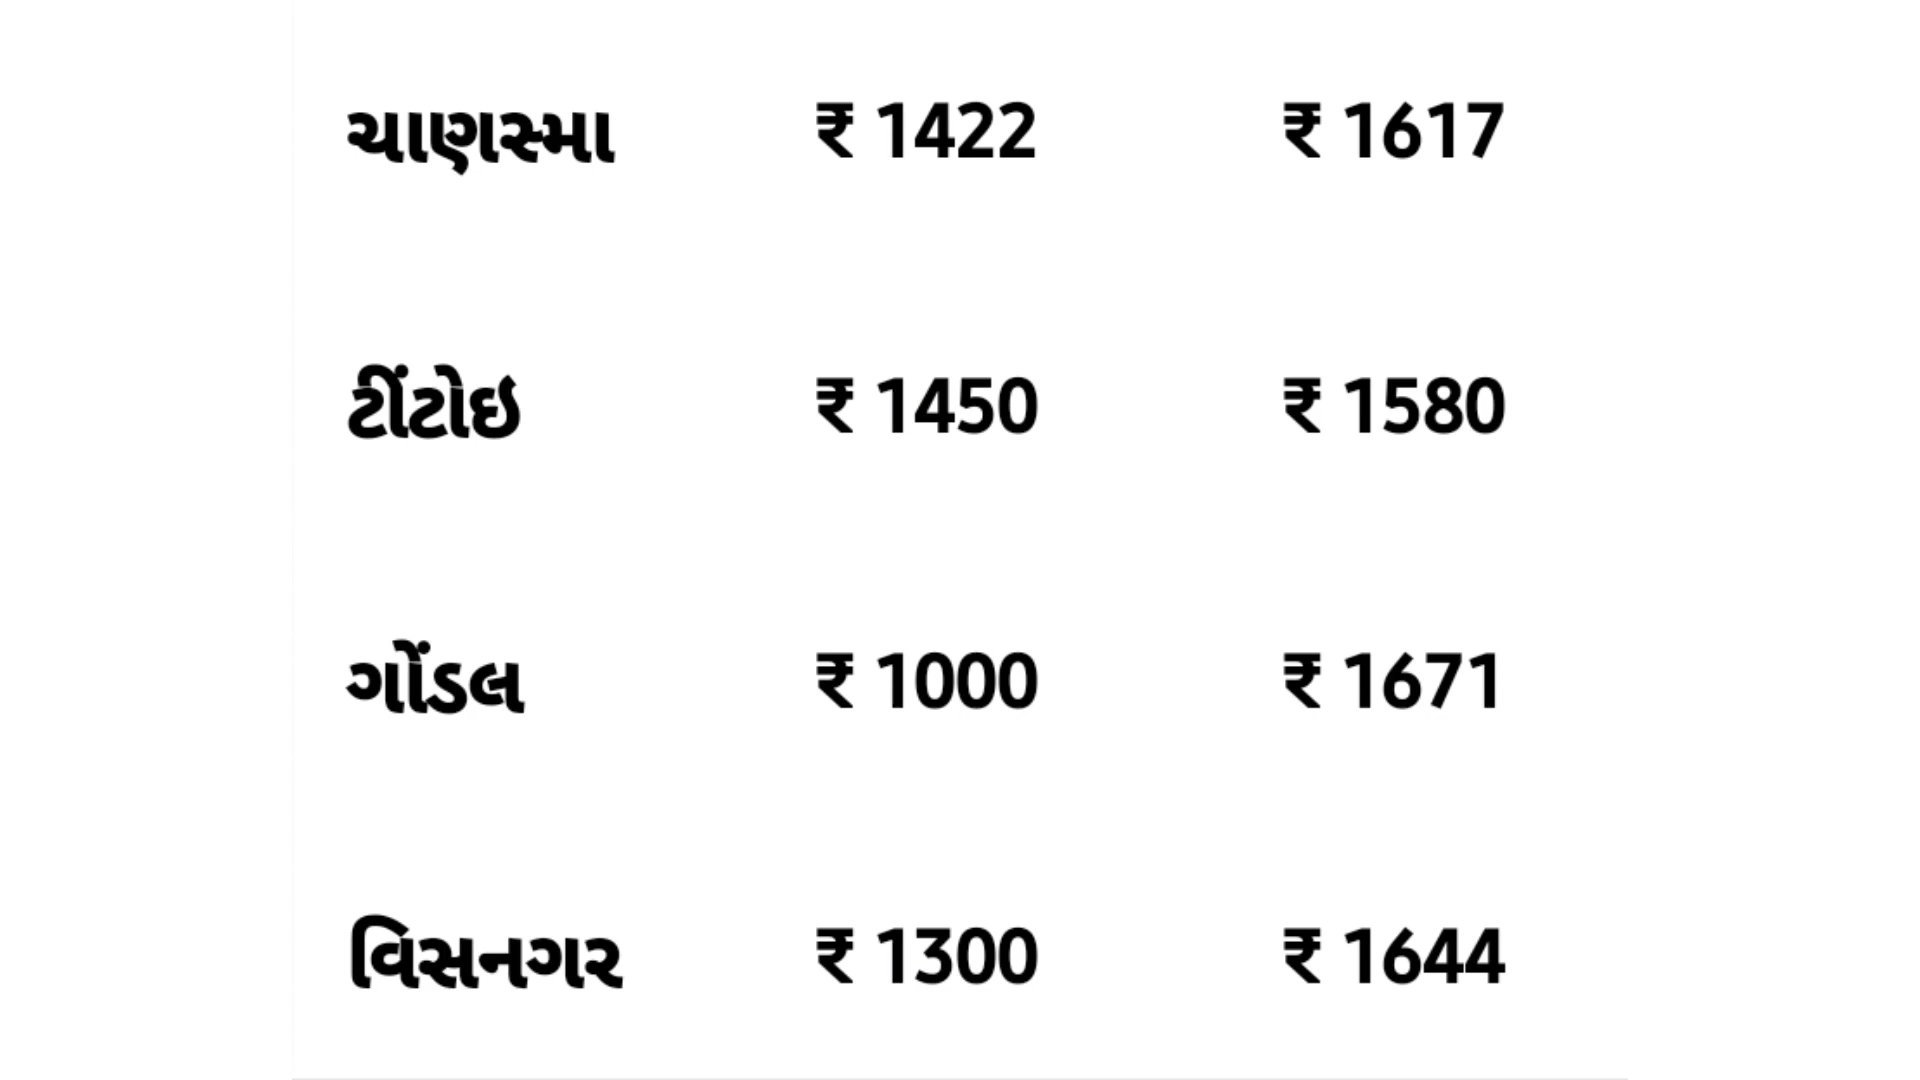 ચાણસ્મા ₹ 1422 ₹ 1617
ટીંટોઇ ₹ 1450 ₹ 1580
ગોંડલ ₹ 1000 ₹ 1671
વિસનગર ₹ 1300 ₹ 1644